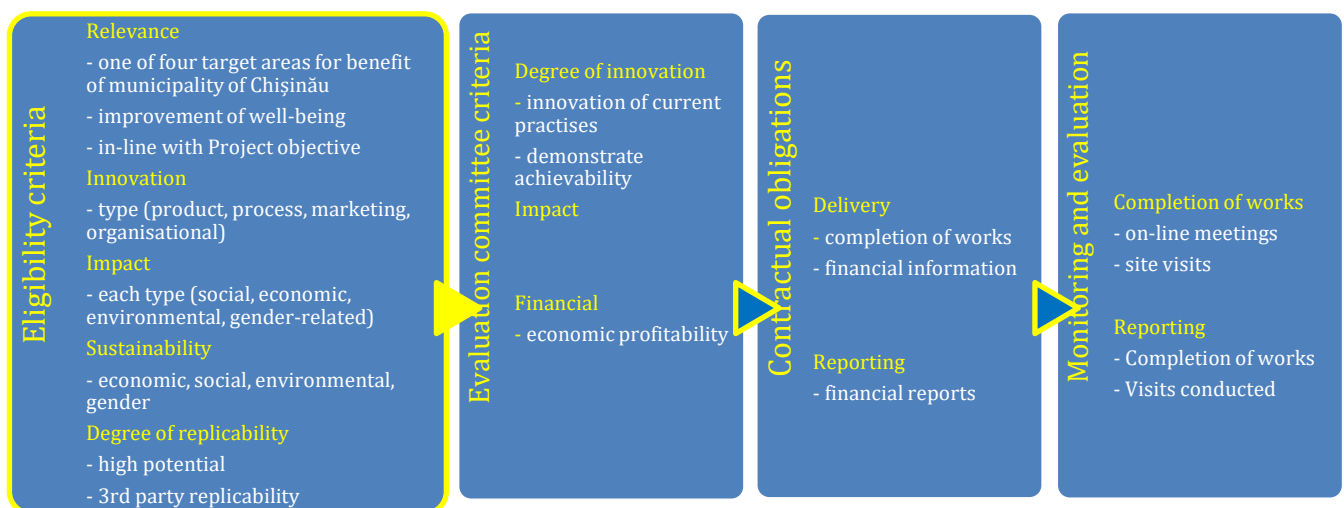 Eligibility criteria
Relevance
- one of four target areas for benefit
of municipality of Chișinău
- improvement of well-being
- in-line with Project objective
Innovation
- type (product, process, marketing,
organisational)
Impact
- each type (social, economic,
environmental, gender-related)
Sustainability
- economic, social, environmental,
gender
Degree of replicability
- high potential
- 3rd party replicability
Evaluation committee criteria
Degree of innovation
- innovation of current
practises
- demonstrate
achievability
Impact
Financial
- economic profitability
Contractual obligations
Delivery
- completion of works
- financial information
Reporting
- financial reports
Monitoring and evaluation
Completion of works
- on-line meetings
- site visits
Reporting
- Completion of works
- Visits conducted